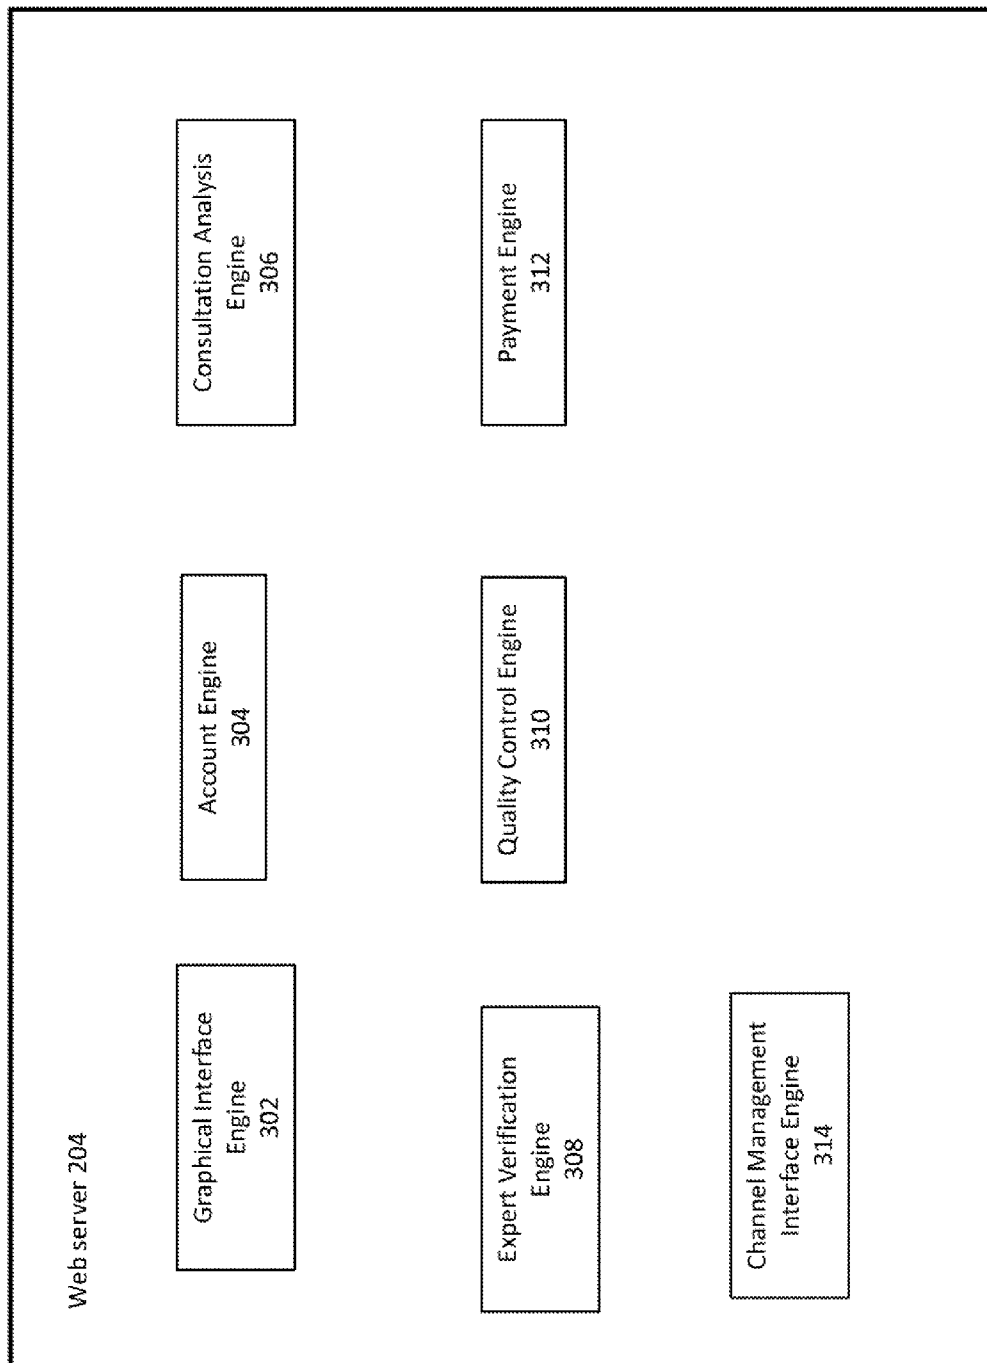 Web server 204
Graphical Interface
Engine
302
Account Engine
304
Consultation Analysis
Engine
306
Expert Verification
Engine
308
Quality Control Engine
310
Payment Engine
312
Channel Management
Interface Engine
314